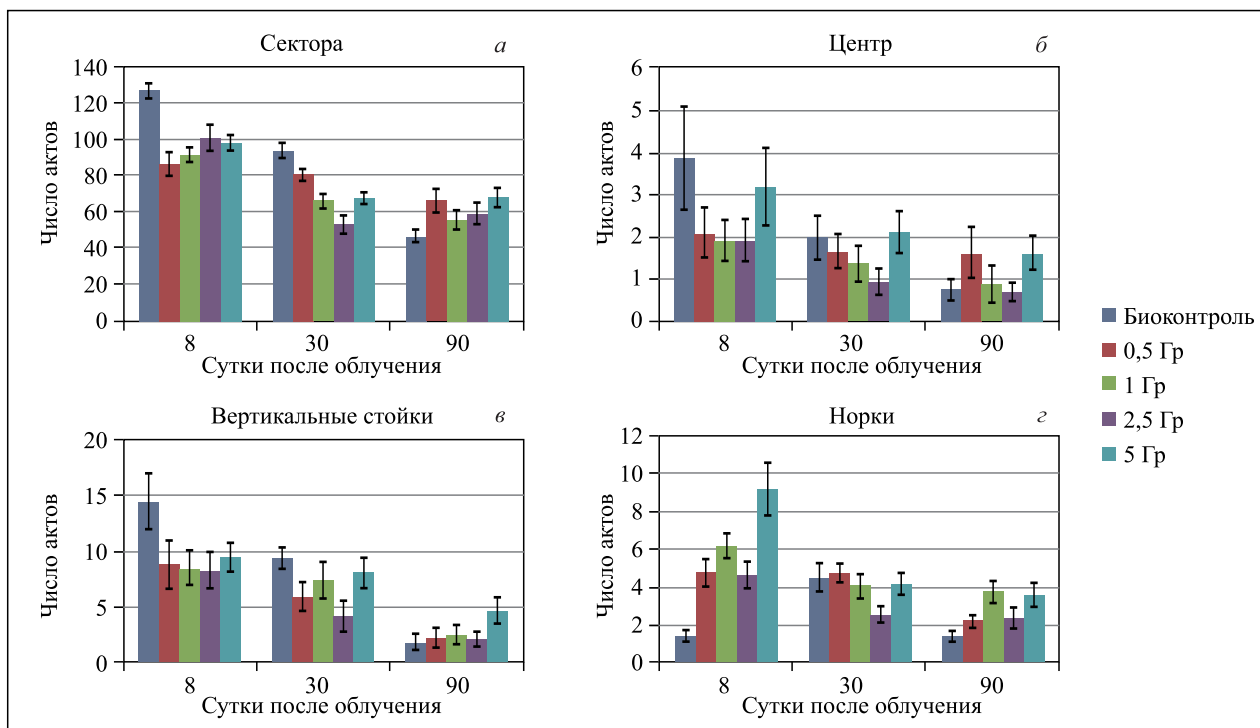 Сектора
а
140
120
100
80
60
40
20
0
Число актов
8 30 90
Сутки после облучения
Центр
б
6
5
4
3
2
1
0
Число актов
8 30 90
Сутки после облучения
Вертикальные стойки
в
20
15
10
5
0
Число актов
8 30 90
Сутки после облучения
Норки
г
12
10
8
6
4
2
0
Число актов
8 30 90
Сутки после облучения
Биоконтроль
0,5 Гр
1 Гр
2,5 Гр
5 Гр